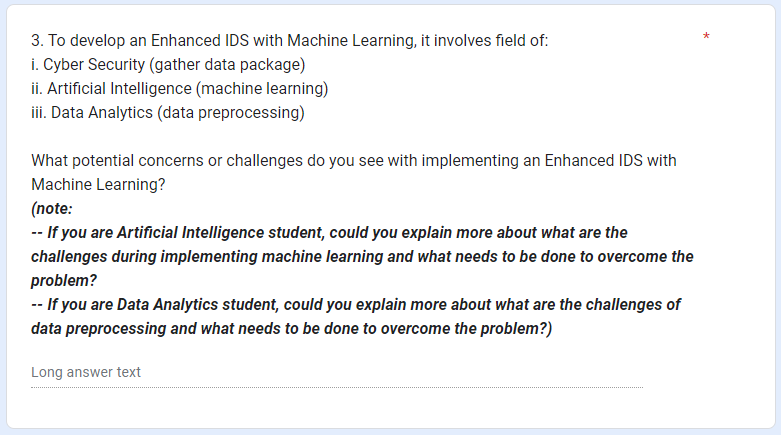 3. To develop an Enhanced IDS with Machine Learning, it involves field of: *
i. Cyber Security (gather data package)
ii. Artificial Intelligence (machine learning)
iii. Data Analytics (data preprocessing)
What potential concerns or challenges do you see with implementing an Enhanced IDS with
Machine Learning?
(note:
-- If you are Artificial Intelligence student, could you explain more about what are the
challenges during implementing machine learning and what needs to be done to overcome the
problem?
-- If you are Data Analytics student, could you explain more about what are the challenges of
data preprocessing and what needs to be done to overcome the problem?)
Long answer text